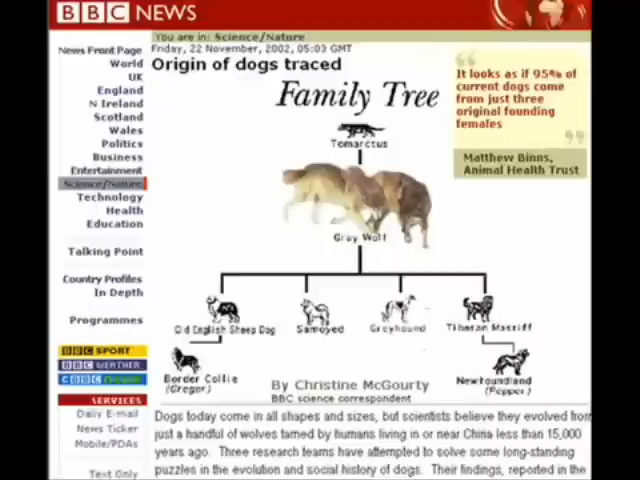 BBC NEWS
You are in: Science/Nature
Friday, 22 November, 2002, 05:03 GMT
Origin of dogs traced
News Front Page
World
UK
England
N Ireland
Scotland
Wales
Politics
Business
Entertainment
Science/Nature
Technology
Health
Education
Talking Point
Country Profiles
In Depth
Programmes
BBC SPORT
BBC WEATHER
CBBC
SERVICES
Daily E-mail
News Ticker
Mobile/PDAs
Text Only
Family Tree
Tomarctus
Gray Wolf
Old English Sheep Dog
Samoyed
Greyhound
Tibetan Mastiff
Border Collie
(Gregor)
Newfoundland
(Pepper)
It looks as if 95% of
current dogs come
from just three
original founding
females
Matthew Binns,
Animal Health Trust
By Christine McGourty
BBC science correspondent
Dogs today come in all shapes and sizes, but scientists believe they evolved from
just a handful of wolves tamed by humans living in or near China less than 15,000
years ago. Three research teams have attempted to solve some long-standing
puzzles in the evolution and social history of dogs. Their findings, reported in the